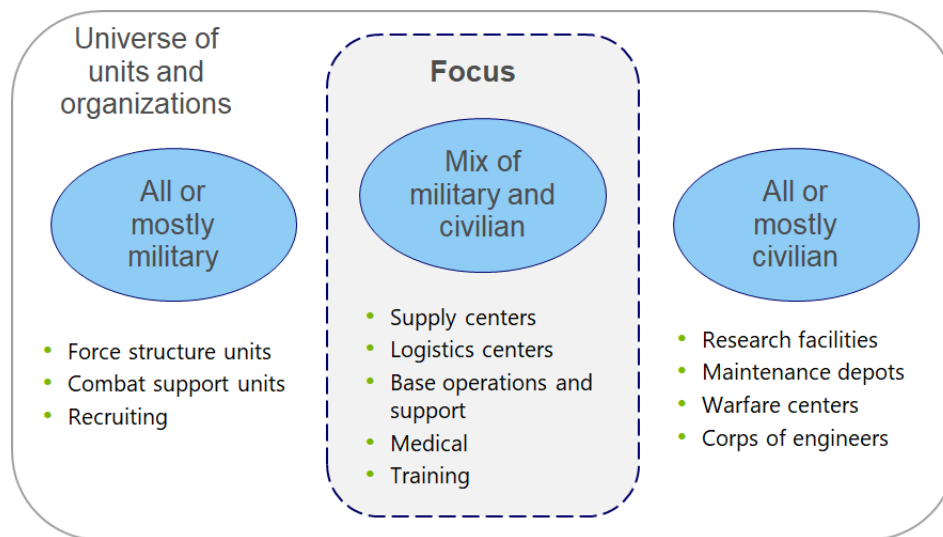 Universe of
units and
organizations
All or
mostly
military
• Force structure units
• Combat support units
• Recruiting
Focus
Mix of
military and
civilian
• Supply centers
• Logistics centers
• Base operations and
support
• Medical
• Training
All or
mostly
civilian
• Research facilities
• Maintenance depots
• Warfare centers
• Corps of engineers